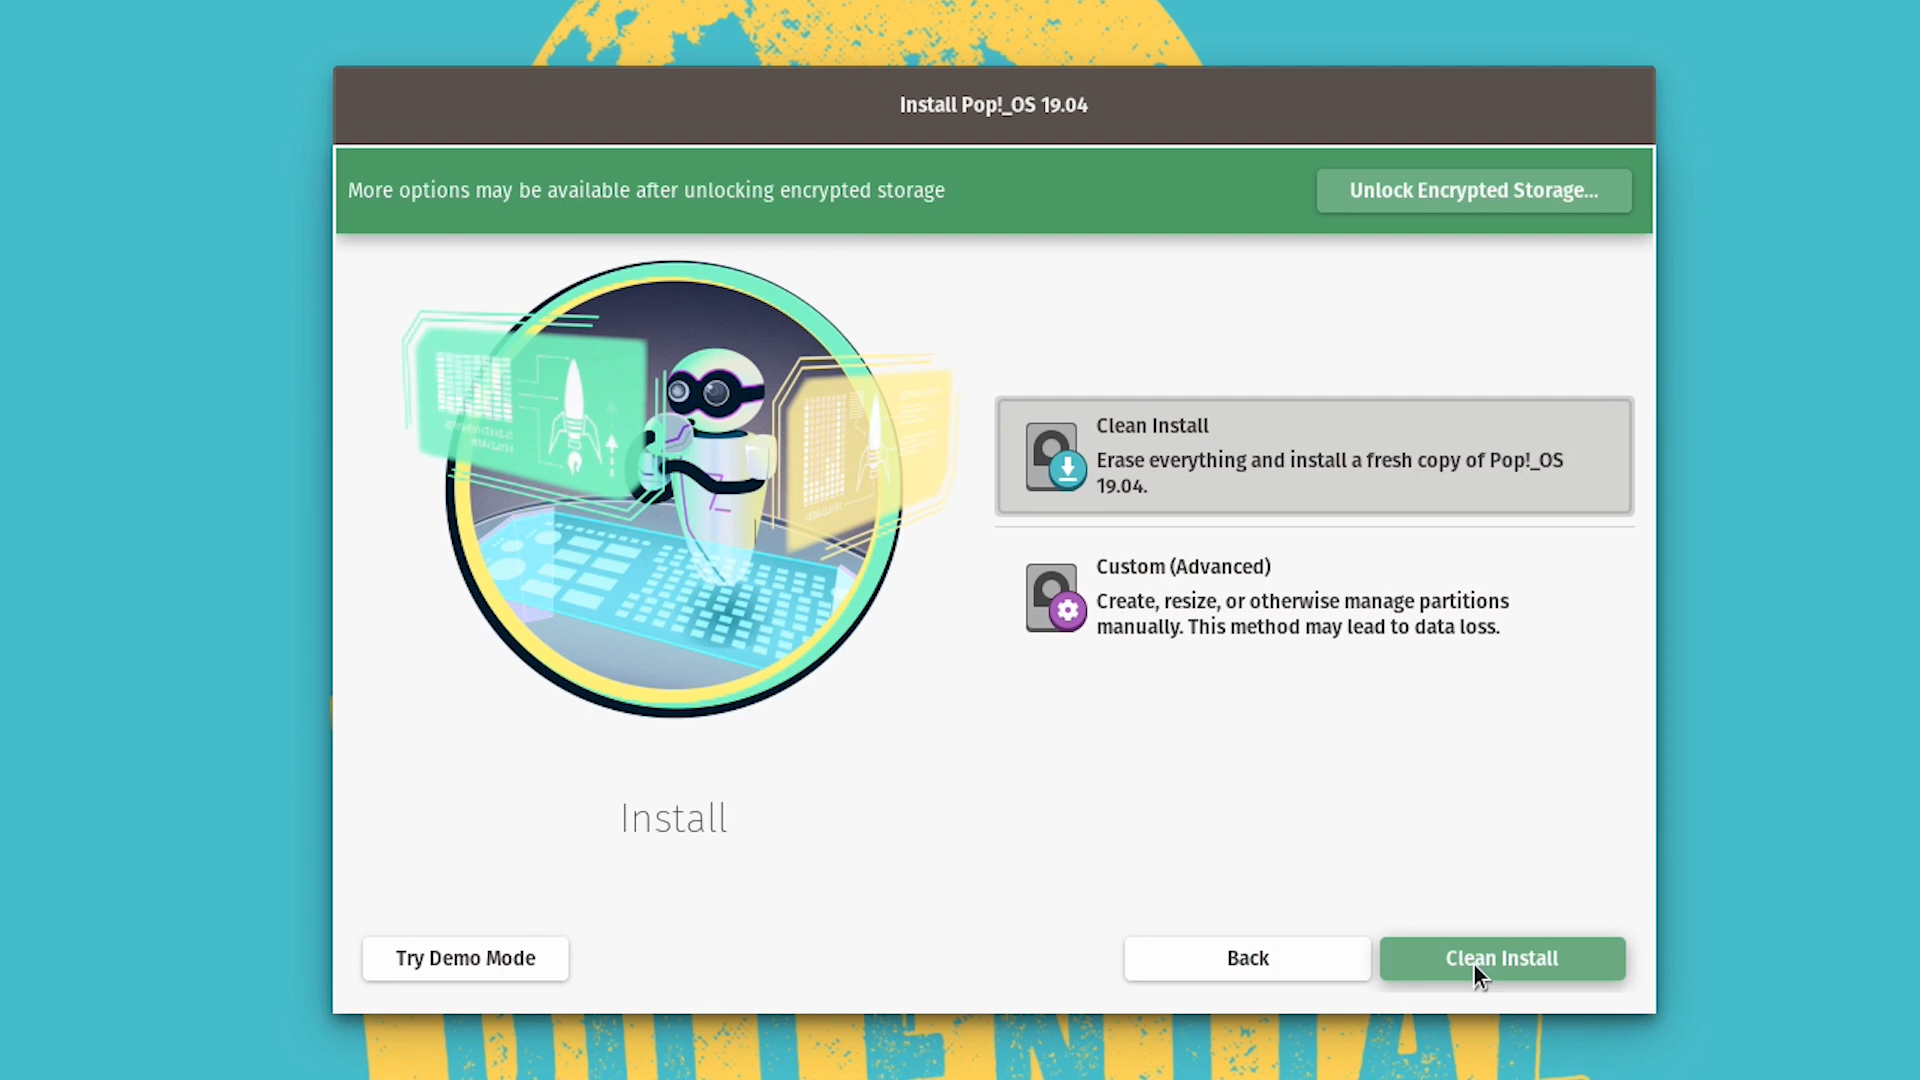 Install Pop!_OS 19.04
More options may be available after unlocking encrypted storage
Unlock Encrypted Storage...
Clean Install
Erase everything and install a fresh copy of Pop!_OS
19.04.
Custom (Advanced)
Create, resize, or otherwise manage partitions
manually. This method may lead to data loss.
Install
Try Demo Mode
Back
Clean Install